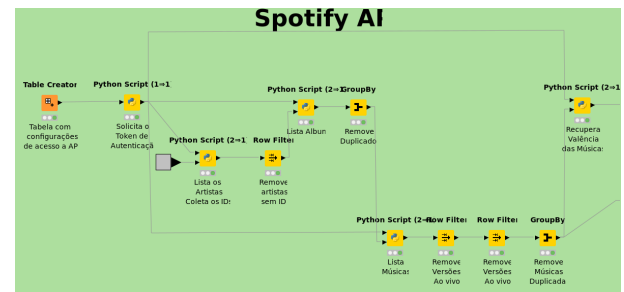 Spotify AP
Table Creator
Tabela com
configurações
de acesso a AP
Python Script (1⇒1
Solicita o
Token de
Autenticaçã
Python Script (2⇒1
Lista Albun
GroupBy
Remove
Duplicado
Python Script (2⇒1
Lista os
Artistas
Coleta os IDs
Row Filter
Remove
artistas
sem ID
Python Script (2⇒1
Recupera
Valência
das Músicas
Python Script (2⇒1
Lista
Músicas
Row Filter
Remove
Versões
Ao vivo
Row Filter
Remove
Versões
Ao vivo
GroupBy
Remove
Músicas
Duplicada